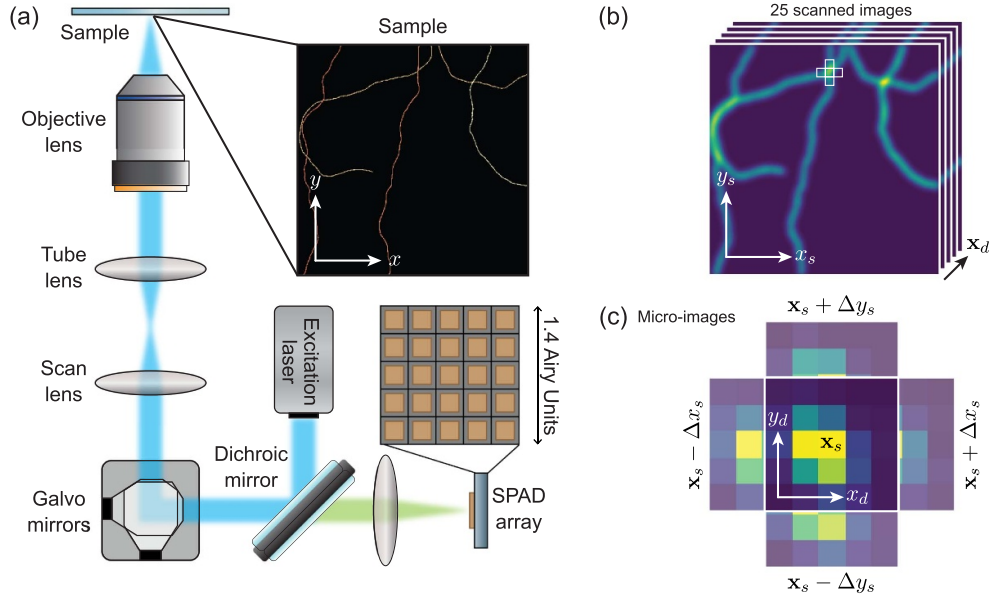 (a)
Sample
Sample
Objective
lens
y
x
Tube
lens
Scan
lens
Excitation
laser
1.4 Airy Units
Dichroic
mirror
Galvo
mirrors
SPAD
array
(b)
25 scanned images
y_s
x_s
x_d
(c)
Micro-images
x_s + Δy_s
x_s − Δx_s
y_d
x_s
x_d
x_s + Δx_s
x_s − Δy_s